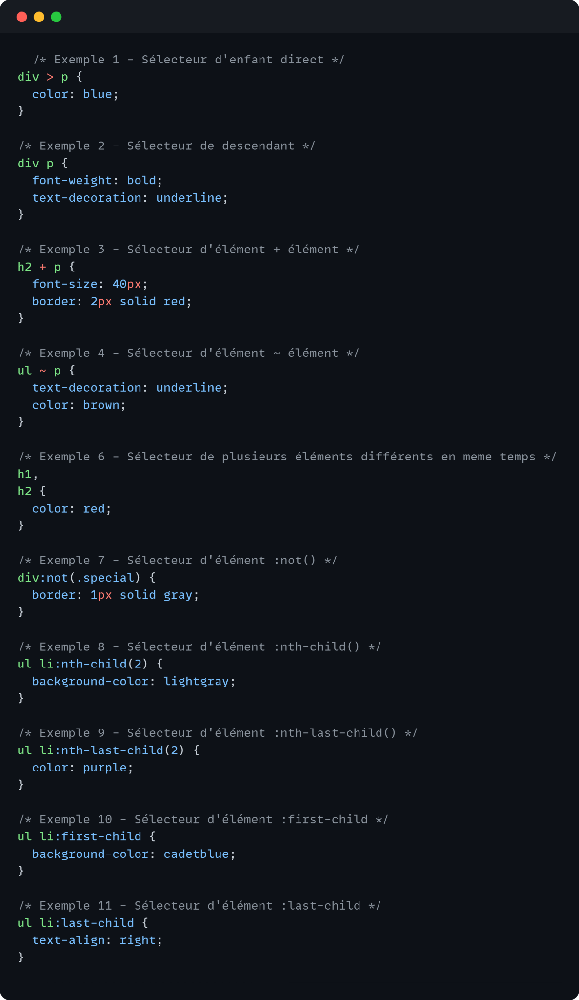 /* Exemple 1 - Sélecteur d'enfant direct */
div > p {
  color: blue;
}

/* Exemple 2 - Sélecteur de descendant */
div p {
  font-weight: bold;
  text-decoration: underline;
}

/* Exemple 3 - Sélecteur d'élément + élément */
h2 + p {
  font-size: 40px;
  border: 2px solid red;
}

/* Exemple 4 - Sélecteur d'élément ~ élément */
ul ~ p {
  text-decoration: underline;
  color: brown;
}

/* Exemple 6 - Sélecteur de plusieurs éléments différents en meme temps */
h1,
h2 {
  color: red;
}

/* Exemple 7 - Sélecteur d'élément :not() */
div:not(.special) {
  border: 1px solid gray;
}

/* Exemple 8 - Sélecteur d'élément :nth-child() */
ul li:nth-child(2) {
  background-color: lightgray;
}

/* Exemple 9 - Sélecteur d'élément :nth-last-child() */
ul li:nth-last-child(2) {
  color: purple;
}

/* Exemple 10 - Sélecteur d'élément :first-child */
ul li:first-child {
  background-color: cadetblue;
}

/* Exemple 11 - Sélecteur d'élément :last-child */
ul li:last-child {
  text-align: right;
}